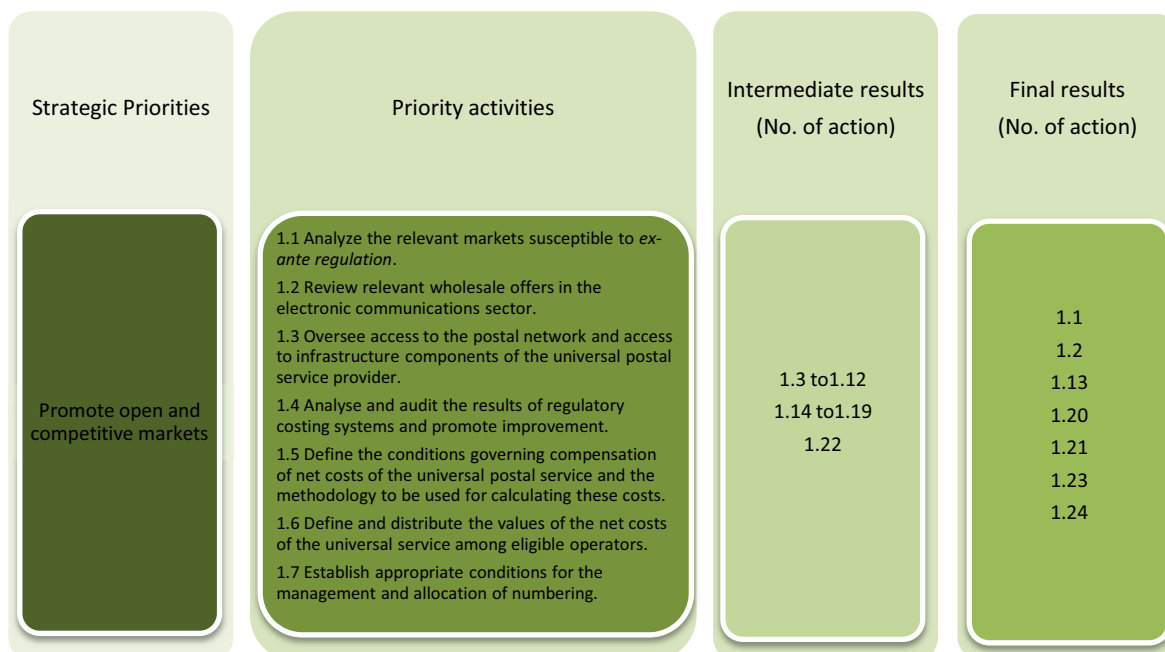 Strategic Priorities
Priority activities
Intermediate results
(No. of action)
Final results
(No. of action)
Promote open and
competitive markets
1.1 Analyze the relevant markets susceptible to ex-
ante regulation.
1.2 Review relevant wholesale offers in the
electronic communications sector.
1.3 Oversee access to the postal network and access
to infrastructure components of the universal postal
service provider.
1.4 Analyse and audit the results of regulatory
costing systems and promote improvement.
1.5 Define the conditions governing compensation
of net costs of the universal postal service and the
methodology to be used for calculating these costs.
1.6 Define and distribute the values of the net costs
of the universal service among eligible operators.
1.7 Establish appropriate conditions for the
management and allocation of numbering.
1.3 to1.12
1.14 to1.19
1.22
1.1
1.2
1.13
1.20
1.21
1.23
1.24